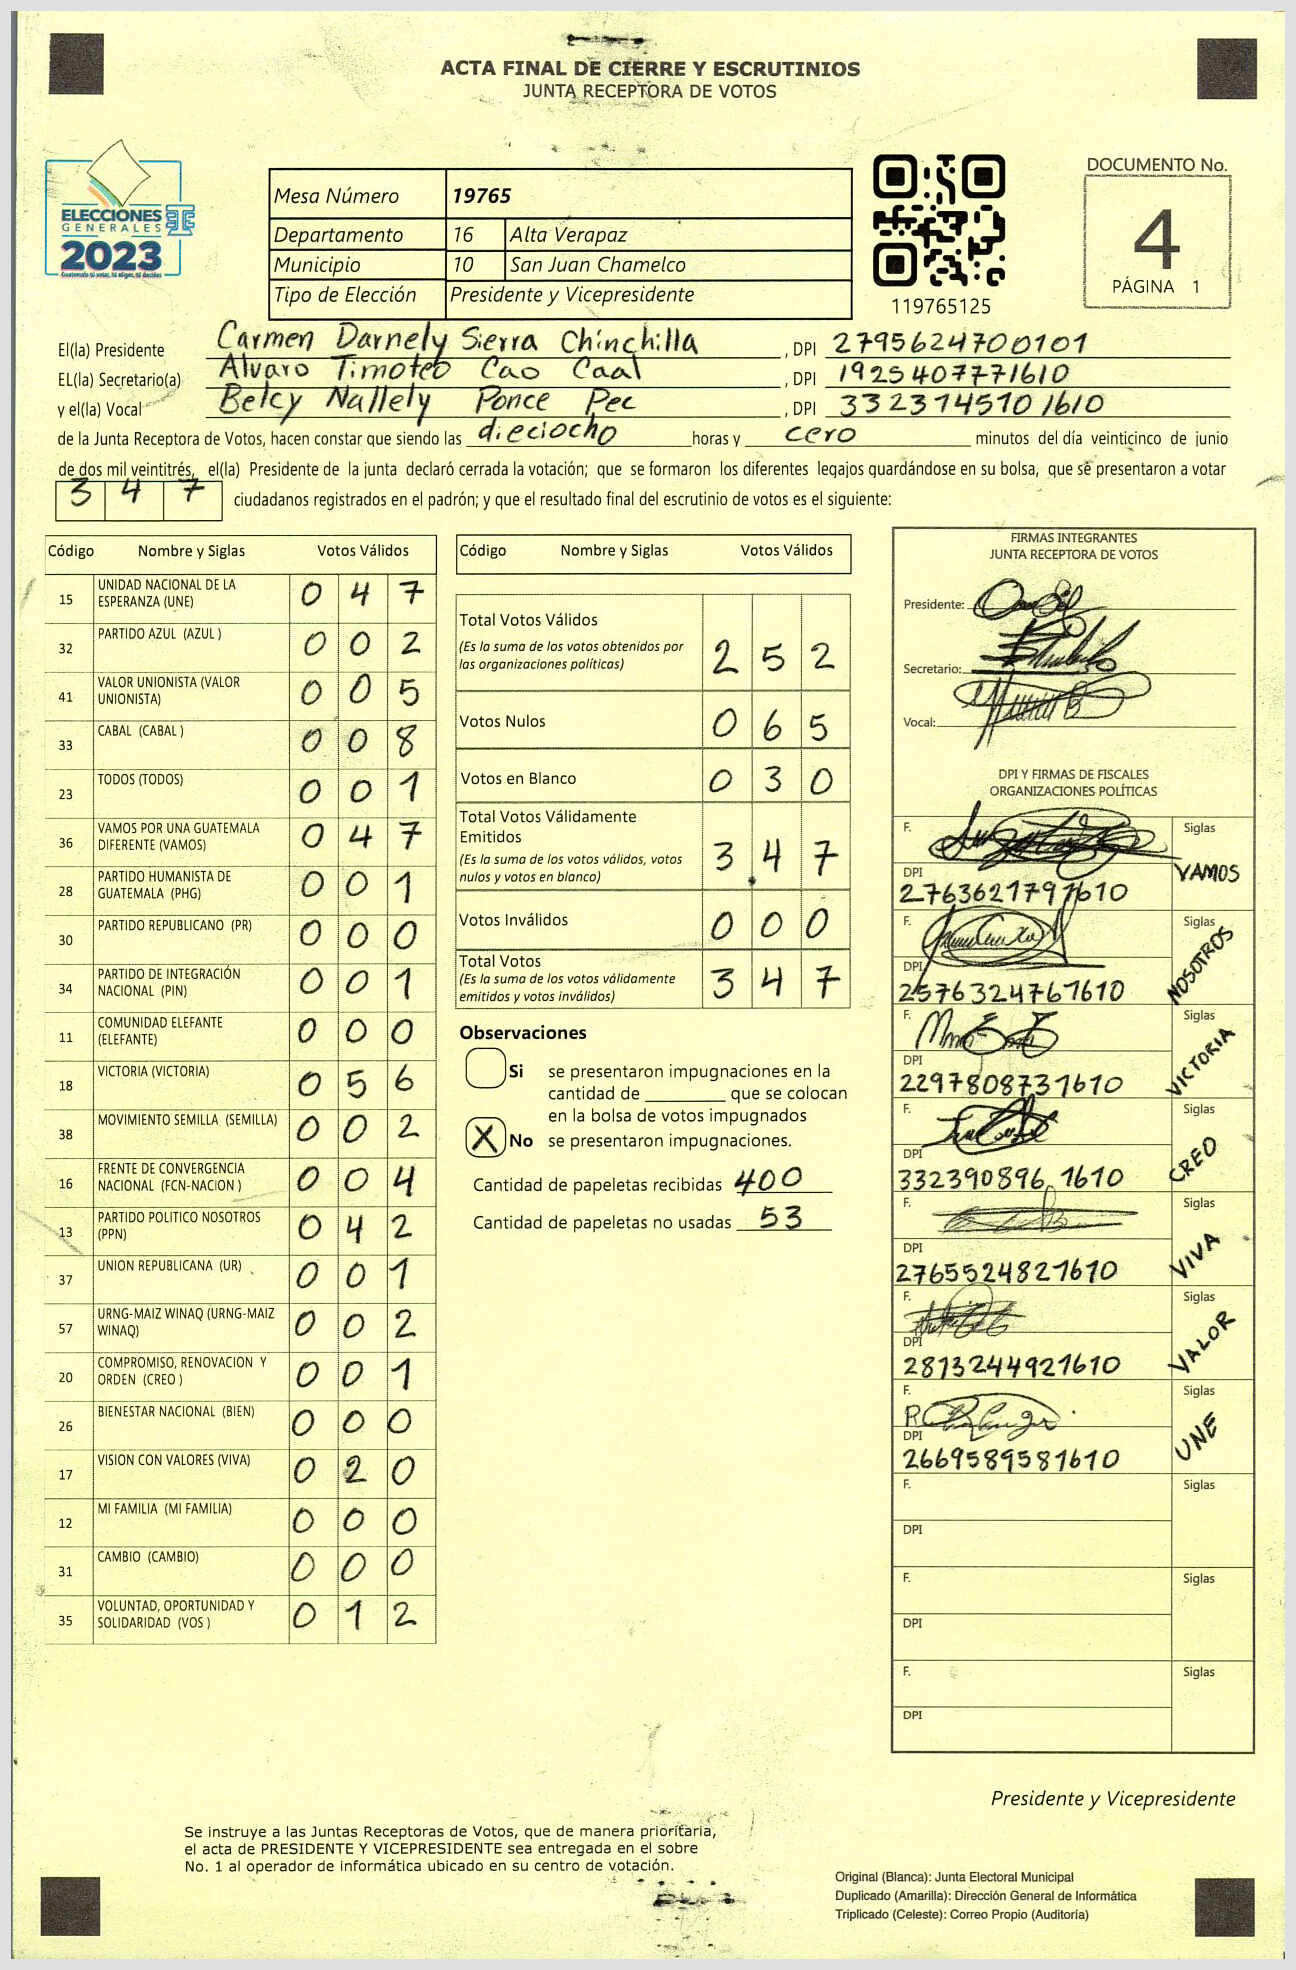 ACTA FINAL DE CIERRE Y ESCRUTINIOS
JUNTA RECEPTORA DE VOTOS
ELECCIONES
GENERALES
2023
Mesa Número 19765
Departamento 16 Alta Verapaz
Municipio 10 San Juan Chamelco
Tipo de Elección Presidente y Vicepresidente
119765125
DOCUMENTO No.
4
PÁGINA 1
El(la) Presidente Carmen Darnely Sierra Chinchilla, DPI 2795624700101
EL(la) Secretario(a) Alvaro Timoteo Cao Caal, DPI 1925407771610
y el(la) Vocal Belcy Nallely Ponce Pec, DPI 3323745101610
de la Junta Receptora de Votos, hacen constar que siendo las dieciocho horas y cero minutos del día veinticinco de junio
de dos mil veintitrés, el(la) Presidente de la junta declaró cerrada la votación; que se formaron los diferentes legajos guardándose en su bolsa, que se presentaron a votar
3 4 7 ciudadanos registrados en el padrón; y que el resultado final del escrutinio de votos es el siguiente:
Código Nombre y Siglas Votos Válidos
15 UNIDAD NACIONAL DE LA ESPERANZA (UNE) 0 4 7
32 PARTIDO AZUL (AZUL ) 0 0 2
41 VALOR UNIONISTA (VALOR UNIONISTA) 0 0 5
33 CABAL (CABAL ) 0 0 8
23 TODOS (TODOS) 0 0 1
36 VAMOS POR UNA GUATEMALA DIFERENTE (VAMOS) 0 4 7
28 PARTIDO HUMANISTA DE GUATEMALA (PHG) 0 0 1
30 PARTIDO REPUBLICANO (PR) 0 0 0
34 PARTIDO DE INTEGRACIÓN NACIONAL (PIN) 0 0 1
11 COMUNIDAD ELEFANTE (ELEFANTE) 0 0 0
18 VICTORIA (VICTORIA) 0 5 6
38 MOVIMIENTO SEMILLA (SEMILLA) 0 0 2
16 FRENTE DE CONVERGENCIA NACIONAL (FCN-NACION ) 0 0 4
13 PARTIDO POLITICO NOSOTROS (PPN) 0 4 2
37 UNION REPUBLICANA (UR) 0 0 1
57 URNG-MAIZ WINAQ (URNG-MAIZ WINAQ) 0 0 2
20 COMPROMISO, RENOVACION Y ORDEN (CREO ) 0 0 1
26 BIENESTAR NACIONAL (BIEN) 0 0 0
17 VISION CON VALORES (VIVA) 0 2 0
12 MI FAMILIA (MI FAMILIA) 0 0 0
31 CAMBIO (CAMBIO) 0 0 0
35 VOLUNTAD, OPORTUNIDAD Y SOLIDARIDAD (VOS ) 0 1 2
Código Nombre y Siglas Votos Válidos
Total Votos Válidos
(Es la suma de los votos obtenidos por
las organizaciones políticas) 2 5 2
Votos Nulos 0 6 5
Votos en Blanco 0 3 0
Total Votos Válidamente
Emitidos
(Es la suma de los votos válidos, votos
nulos y votos en blanco) 3 4 7
Votos Inválidos 0 0 0
Total Votos
(Es la suma de los votos válidamente
emitidos y votos inválidos) 3 4 7
Observaciones
Si se presentaron impugnaciones en la
cantidad de ________ que se colocan
en la bolsa de votos impugnados
X No se presentaron impugnaciones.
Cantidad de papeletas recibidas 400
Cantidad de papeletas no usadas 53
FIRMAS INTEGRANTES
JUNTA RECEPTORA DE VOTOS
Presidente:
Secretario:
Vocal:
DPI Y FIRMAS DE FISCALES
ORGANIZACIONES POLÍTICAS
F. Siglas
DPI VAMOS
2763621797610
F. Siglas
DPI NOSOTROS
2576324761610
F. Siglas
DPI VICTORIA
2297808731610
F. Siglas
DPI CREO
332390896 1610
F. Siglas
DPI VIVA
2765524821610
F. Siglas
DPI VALOR
2813244921610
F. Siglas
DPI UNE
2669589581610
F. Siglas
DPI
F. Siglas
DPI
F. Siglas
DPI
Presidente y Vicepresidente
Se instruye a las Juntas Receptoras de Votos, que de manera prioritaria,
el acta de PRESIDENTE Y VICEPRESIDENTE sea entregada en el sobre
No. 1 al operador de informática ubicado en su centro de votación.
Original (Blanca): Junta Electoral Municipal
Duplicado (Amarilla): Dirección General de Informática
Triplicado (Celeste): Correo Propio (Auditoría)